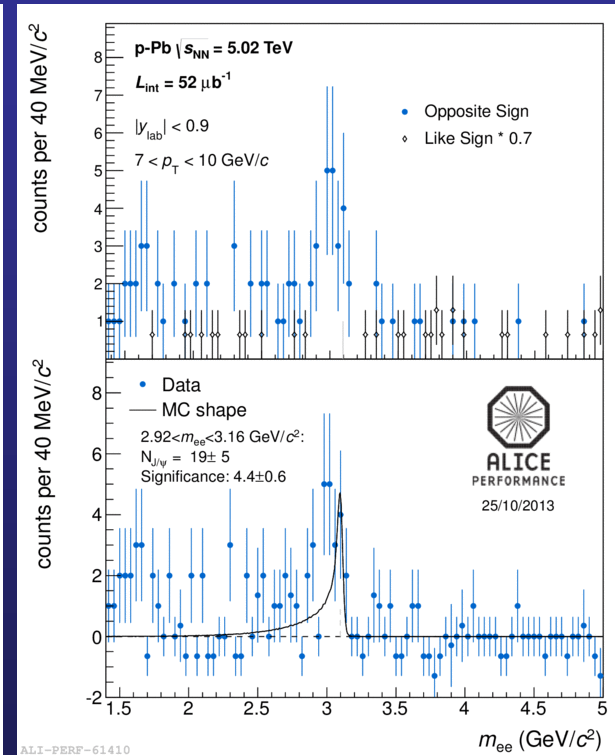 p-Pb √sNN = 5.02 TeV
Lint = 52 μb-1
|ylab| < 0.9
7 < pT < 10 GeV/c
Opposite Sign
Like Sign * 0.7
counts per 40 MeV/c2
8
7
6
5
4
3
2
1
Data
MC shape
2.92<mee<3.16 GeV/c2:
NJ/ψ = 19± 5
Significance: 4.4±0.6
ALICE
PERFORMANCE
25/10/2013
counts per 40 MeV/c2
8
6
4
2
0
-2
1.5 2 2.5 3 3.5 4 4.5 5
mee (GeV/c2)
ALI-PERF-61410